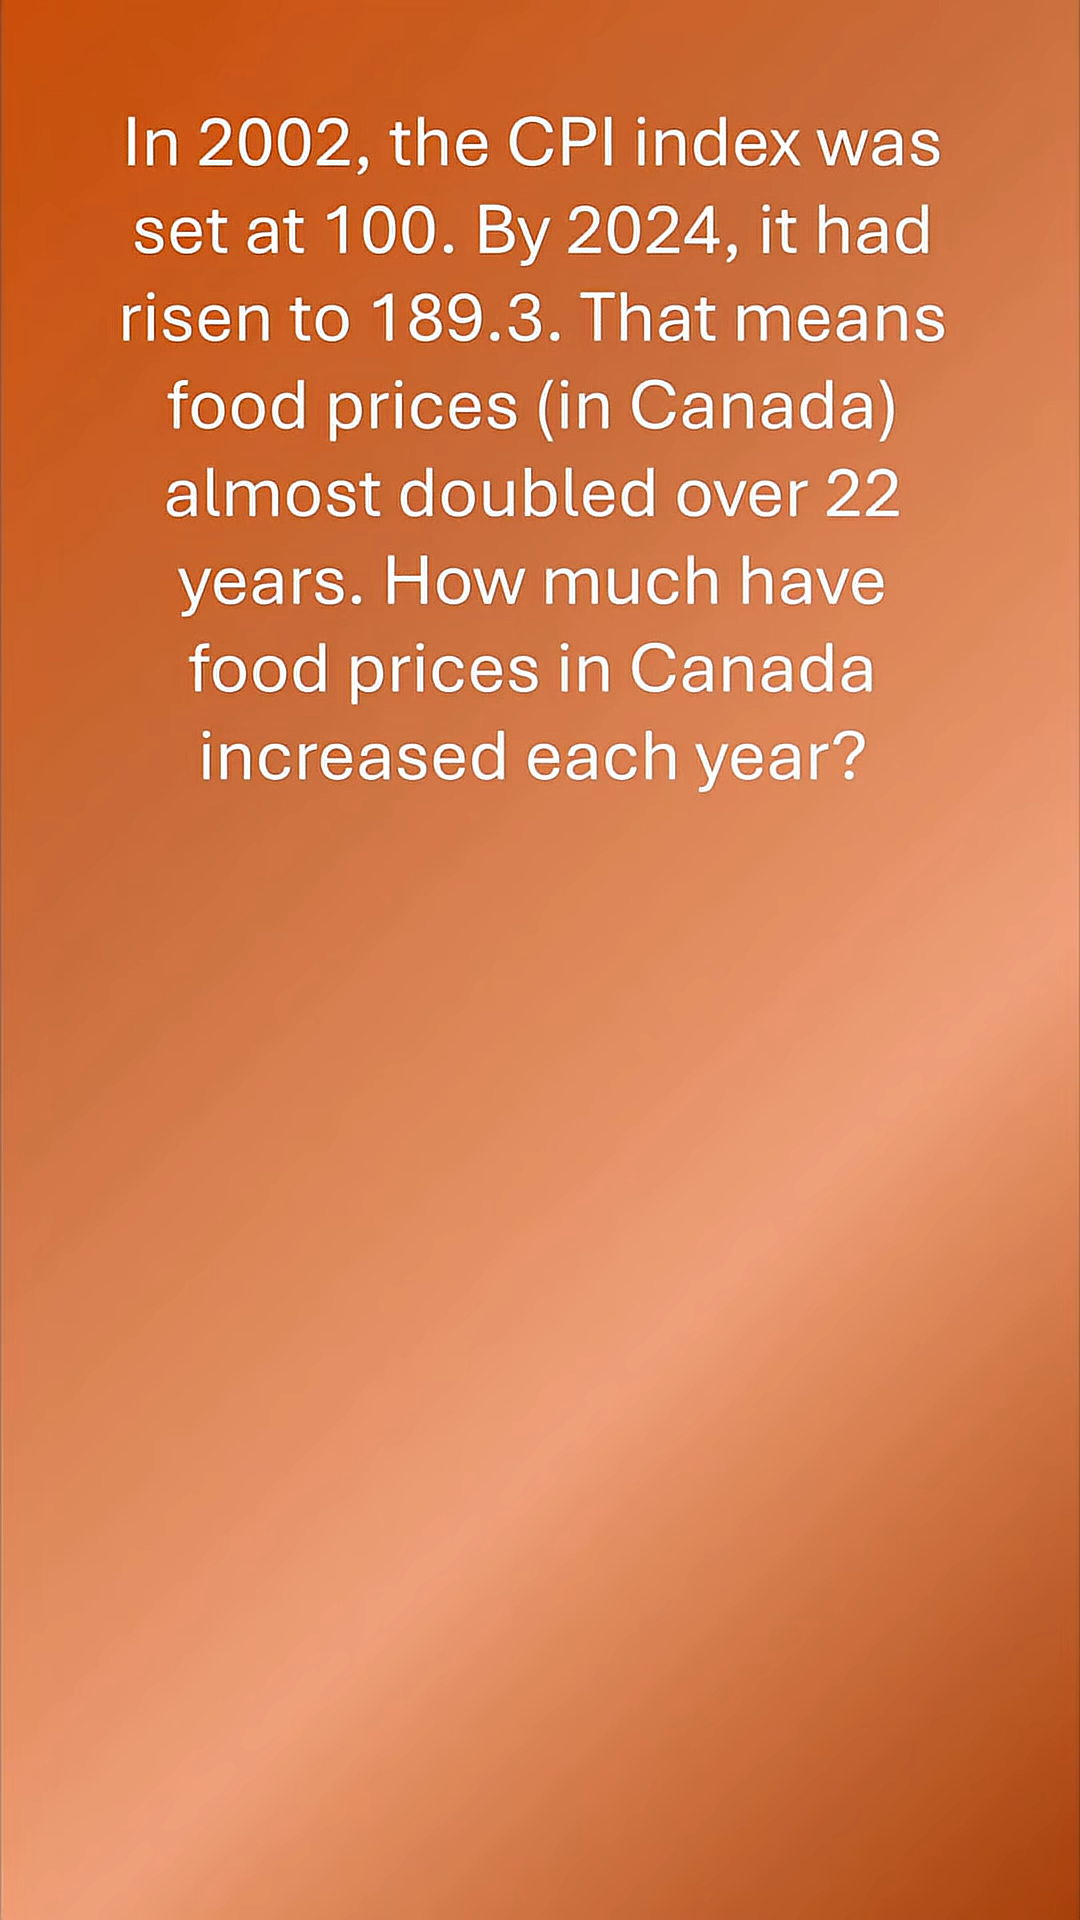 In 2002, the CPI index was
set at 100. By 2024, it had
risen to 189.3. That means
food prices (in Canada)
almost doubled over 22
years. How much have
food prices in Canada
increased each year?